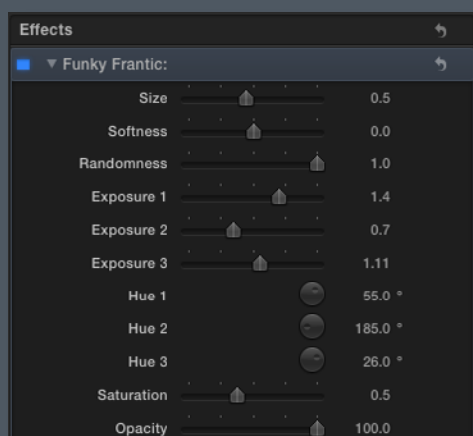 Effects
Funky Frantic:
Size 0.5
Softness 0.0
Randomness 1.0
Exposure 1 1.4
Exposure 2 0.7
Exposure 3 1.11
Hue 1 55.0 °
Hue 2 185.0 °
Hue 3 26.0 °
Saturation 0.5
Opacity 100.0